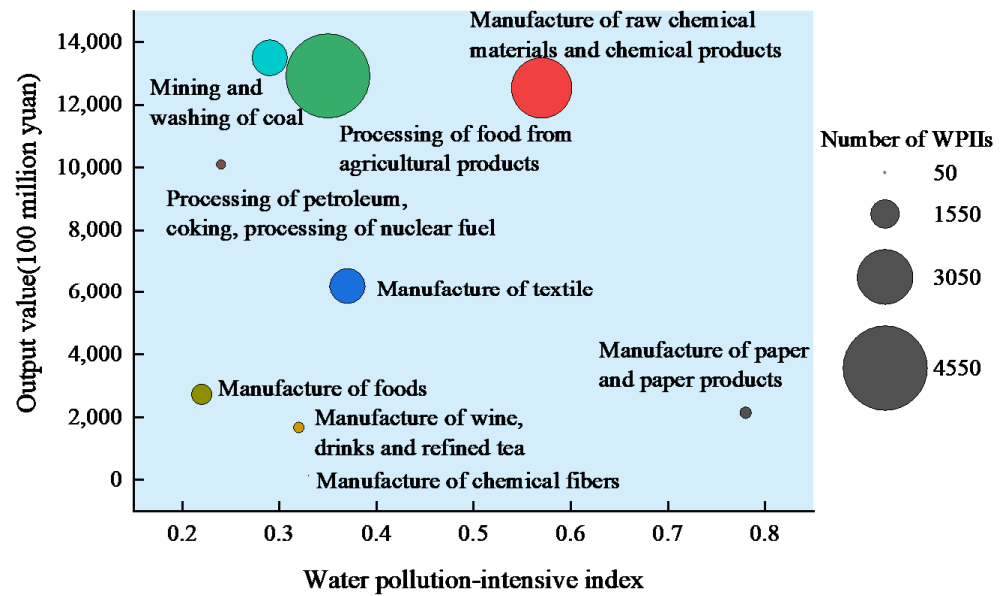 Output value(100 million yuan)
14,000
12,000
10,000
8,000
6,000
4,000
2,000
0
Manufacture of raw chemical
materials and chemical products
Mining and
washing of coal
Processing of food from
agricultural products
Processing of petroleum,
coking, processing of nuclear fuel
Manufacture of textile
Manufacture of paper
and paper products
Manufacture of foods
Manufacture of wine,
drinks and refined tea
Manufacture of chemical fibers
0.2
0.3
0.4
0.5
0.6
0.7
0.8
Water pollution-intensive index
Number of WPIIs
50
1550
3050
4550